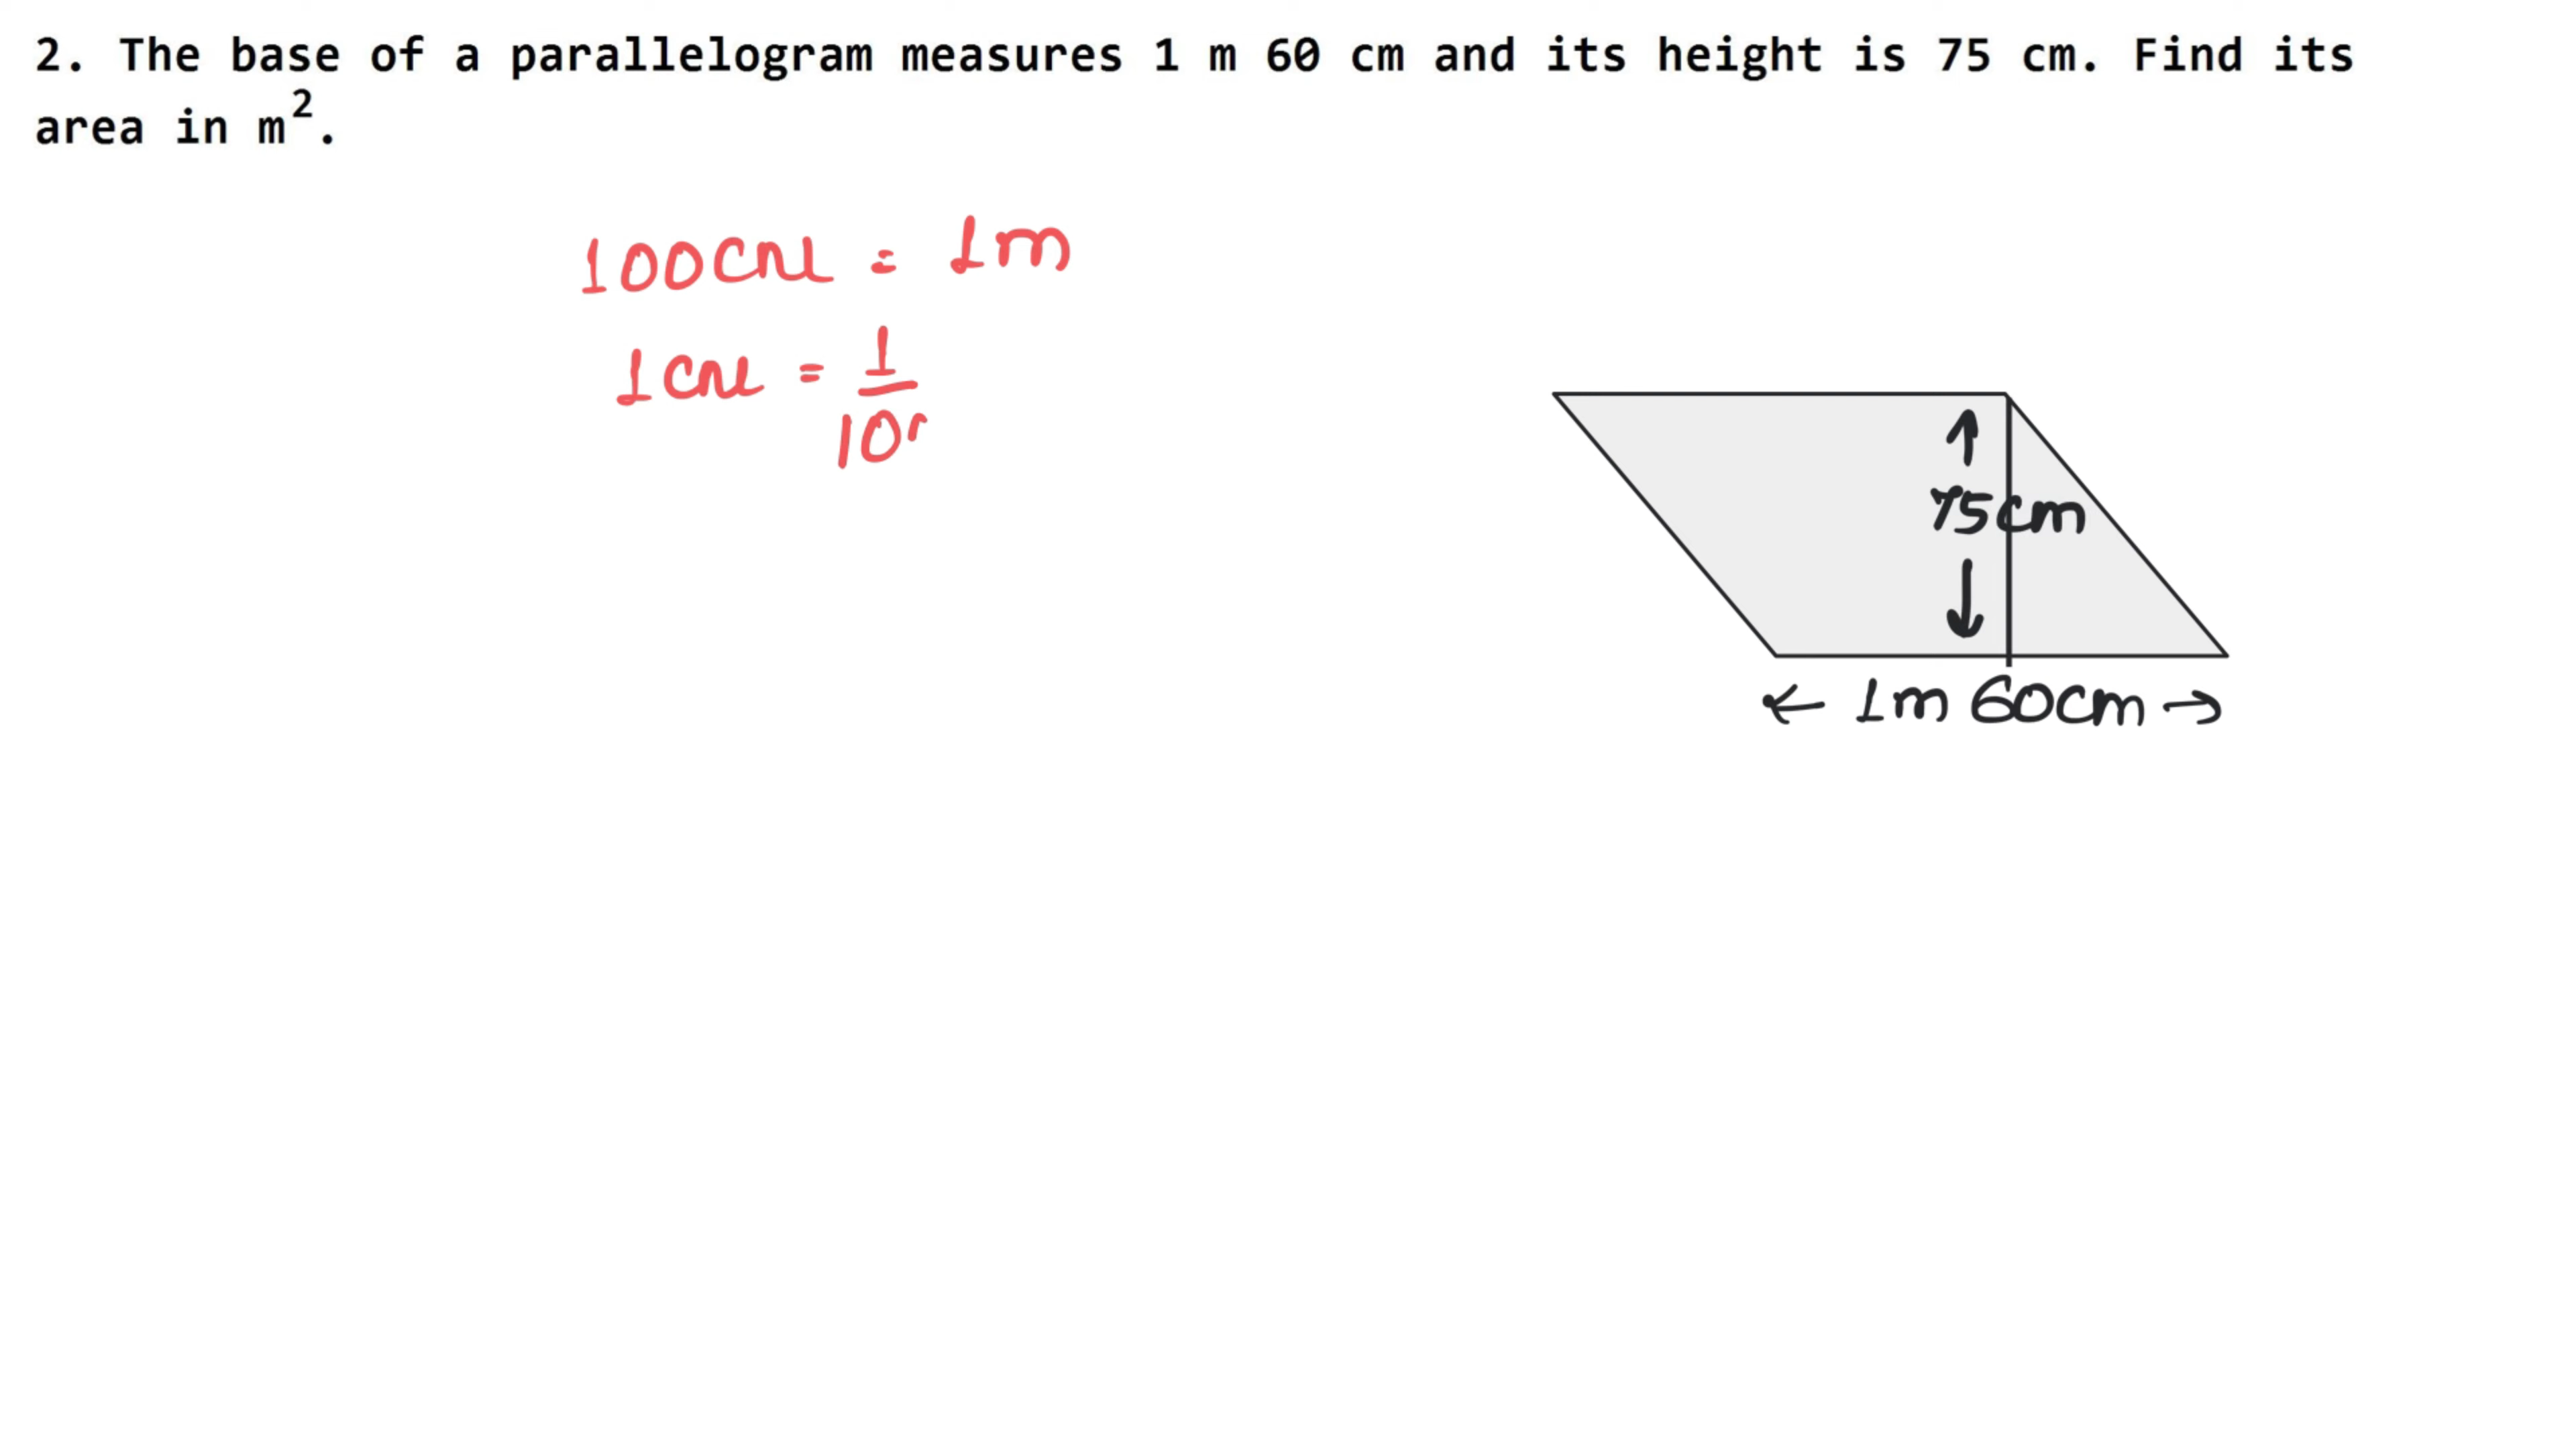 2. The base of a parallelogram measures 1 m 60 cm and its height is 75 cm. Find its
area in m².
100cm = 1m
1cm = 1/10
75cm
1m 60cm